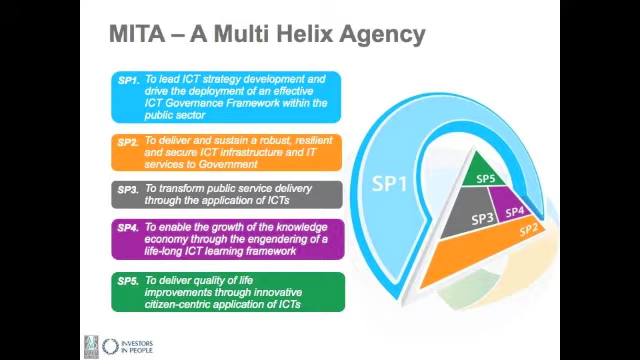 MITA – A Multi Helix Agency
SP1. To lead ICT strategy development and
drive the deployment of an effective
ICT Governance Framework within the
public sector
SP2. To deliver and sustain a robust, resilient
and secure ICT infrastructure and IT
services to Government
SP3. To transform public service delivery
through the application of ICTs
SP4. To enable the growth of the knowledge
economy through the engendering of a
life-long ICT learning framework
SP5. To deliver quality of life
improvements through innovative
citizen-centric application of ICTs
SP1
SP5
SP3
SP4
SP2
INVESTORS
IN PEOPLE